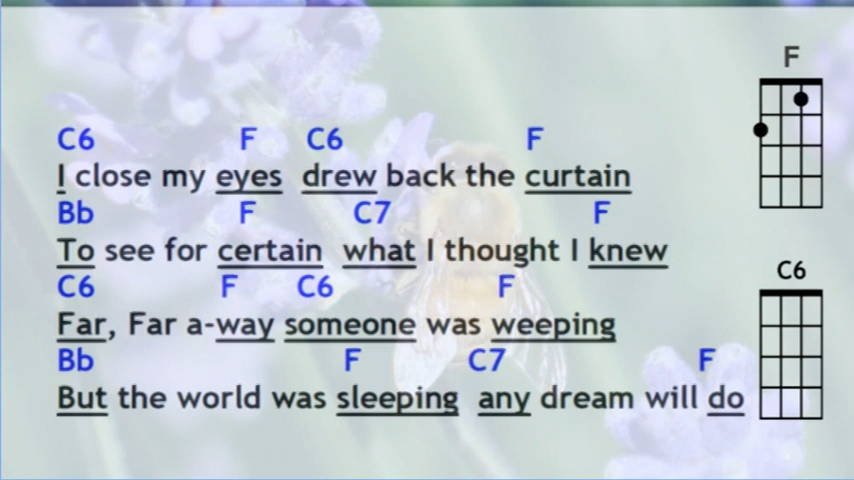 C6 F C6 F
I close my eyes drew back the curtain
Bb F C7 F
To see for certain what I thought I knew
C6 F C6 F
Far, Far a-way someone was weeping
Bb F C7 F
But the world was sleeping any dream will do
F
C6